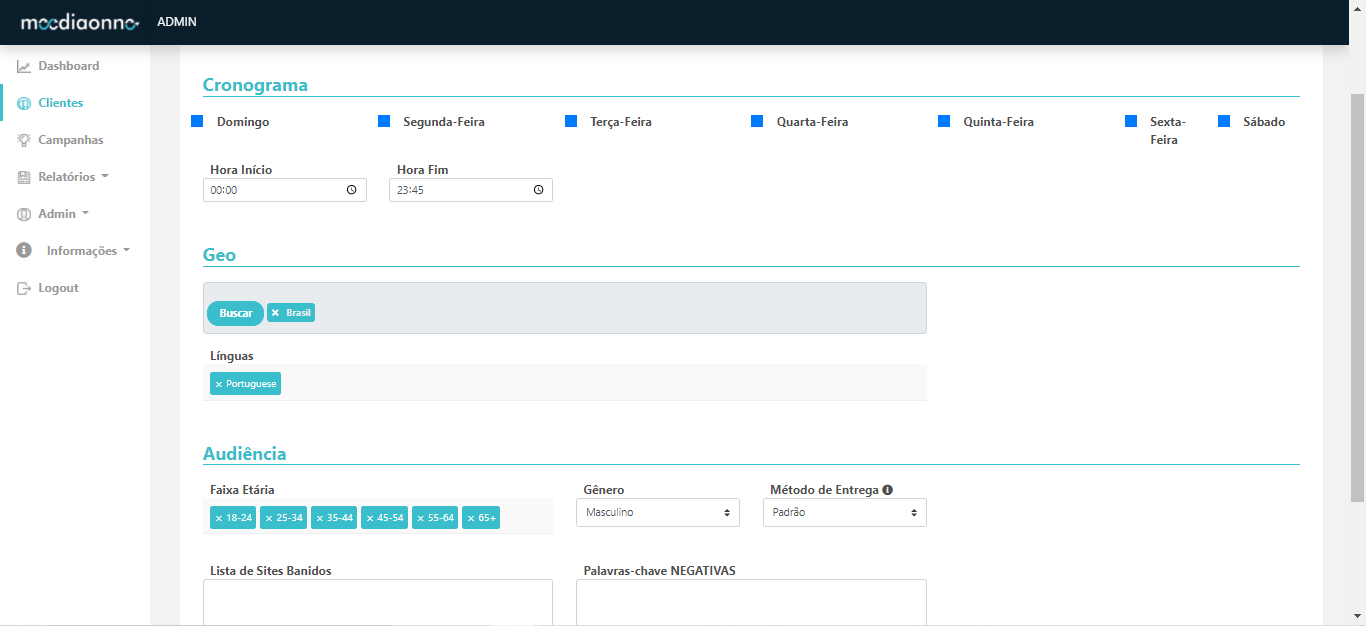 mocdiaonno ADMIN
Dashboard
Clientes
Campanhas
Relatórios
Admin
Informações
Logout
Cronograma
Domingo Segunda-Feira Terça-Feira Quarta-Feira Quinta-Feira Sexta-Feira Sábado
Hora Início Hora Fim
00:00 23:45
Geo
Buscar × Brasil
Línguas
× Portuguese
Audiência
Faixa Etária Gênero Método de Entrega
× 18-24 × 25-34 × 35-44 × 45-54 × 55-64 × 65+ Masculino Padrão
Lista de Sites Banidos Palavras-chave NEGATIVAS